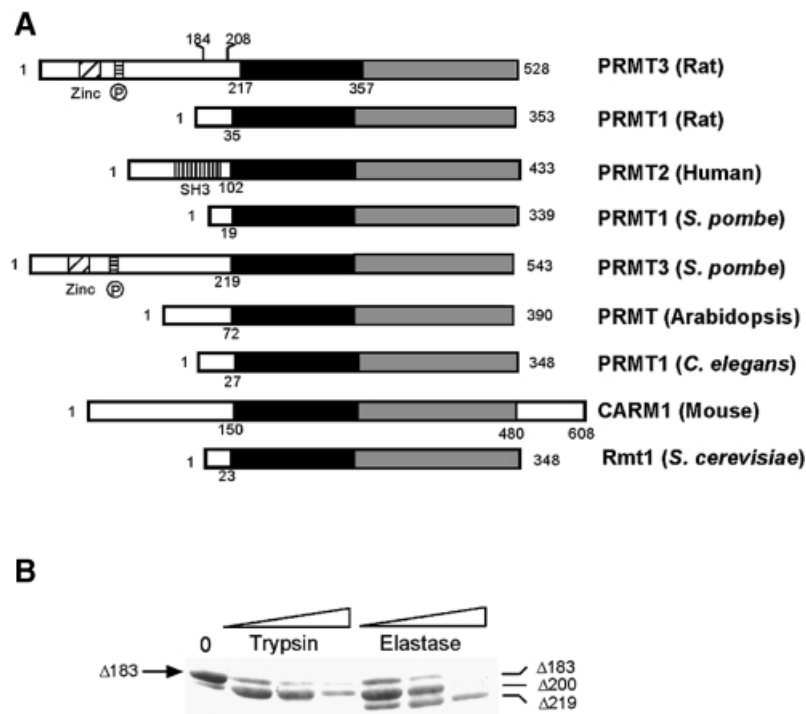 A
184 208
1 528 PRMT3 (Rat)
Zinc P 217 357
1 353 PRMT1 (Rat)
35
1 433 PRMT2 (Human)
SH3 102
1 339 PRMT1 (S. pombe)
19
1 543 PRMT3 (S. pombe)
Zinc P 219
1 390 PRMT (Arabidopsis)
72
1 348 PRMT1 (C. elegans)
27
1 CARM1 (Mouse)
150 480 608
1 348 Rmt1 (S. cerevisiae)
23
B
0 Trypsin Elastase
Δ183 Δ183
Δ200
Δ219